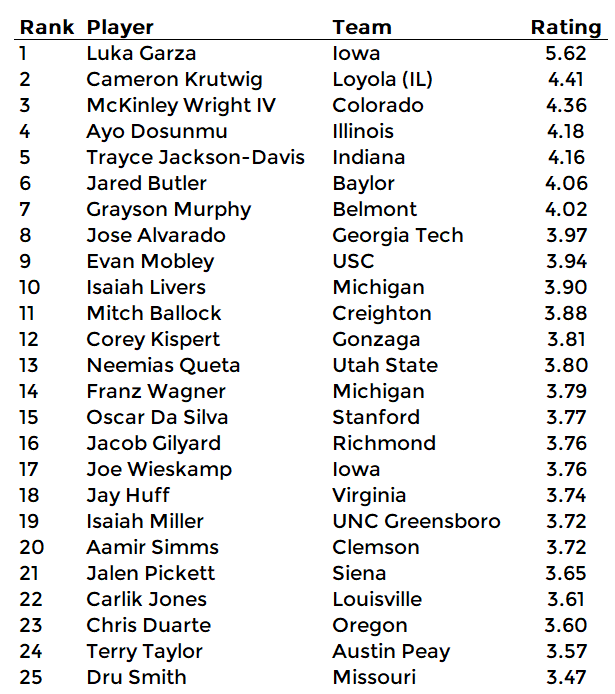 Rank Player Team Rating
1 Luka Garza Iowa 5.62
2 Cameron Krutwig Loyola (IL) 4.41
3 McKinley Wright IV Colorado 4.36
4 Ayo Dosunmu Illinois 4.18
5 Trayce Jackson-Davis Indiana 4.16
6 Jared Butler Baylor 4.06
7 Grayson Murphy Belmont 4.02
8 Jose Alvarado Georgia Tech 3.97
9 Evan Mobley USC 3.94
10 Isaiah Livers Michigan 3.90
11 Mitch Ballock Creighton 3.88
12 Corey Kispert Gonzaga 3.81
13 Neemias Queta Utah State 3.80
14 Franz Wagner Michigan 3.79
15 Oscar Da Silva Stanford 3.77
16 Jacob Gilyard Richmond 3.76
17 Joe Wieskamp Iowa 3.76
18 Jay Huff Virginia 3.74
19 Isaiah Miller UNC Greensboro 3.72
20 Aamir Simms Clemson 3.72
21 Jalen Pickett Siena 3.65
22 Carlik Jones Louisville 3.61
23 Chris Duarte Oregon 3.60
24 Terry Taylor Austin Peay 3.57
25 Dru Smith Missouri 3.47